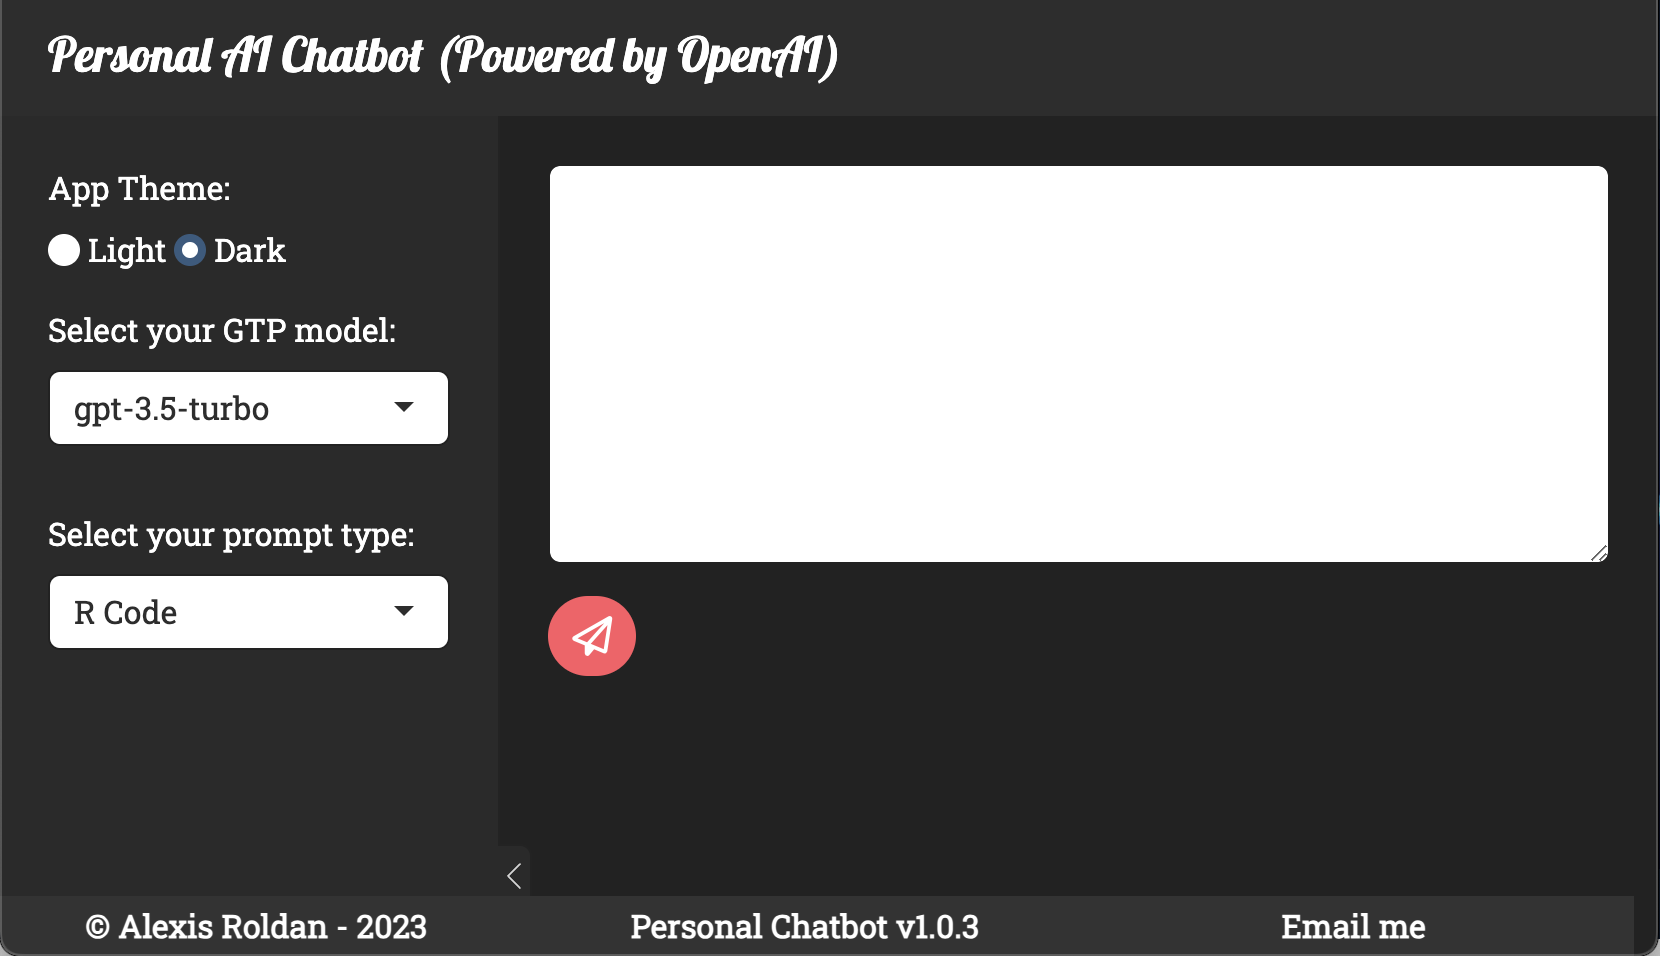 Personal AI Chatbot (Powered by OpenAI)
App Theme:
Light Dark
Select your GTP model:
gpt-3.5-turbo
Select your prompt type:
R Code
© Alexis Roldan - 2023
Personal Chatbot v1.0.3
Email me